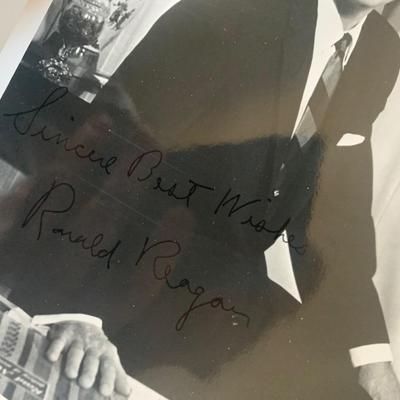 Sincere Best Wishes
Ronald Reagan